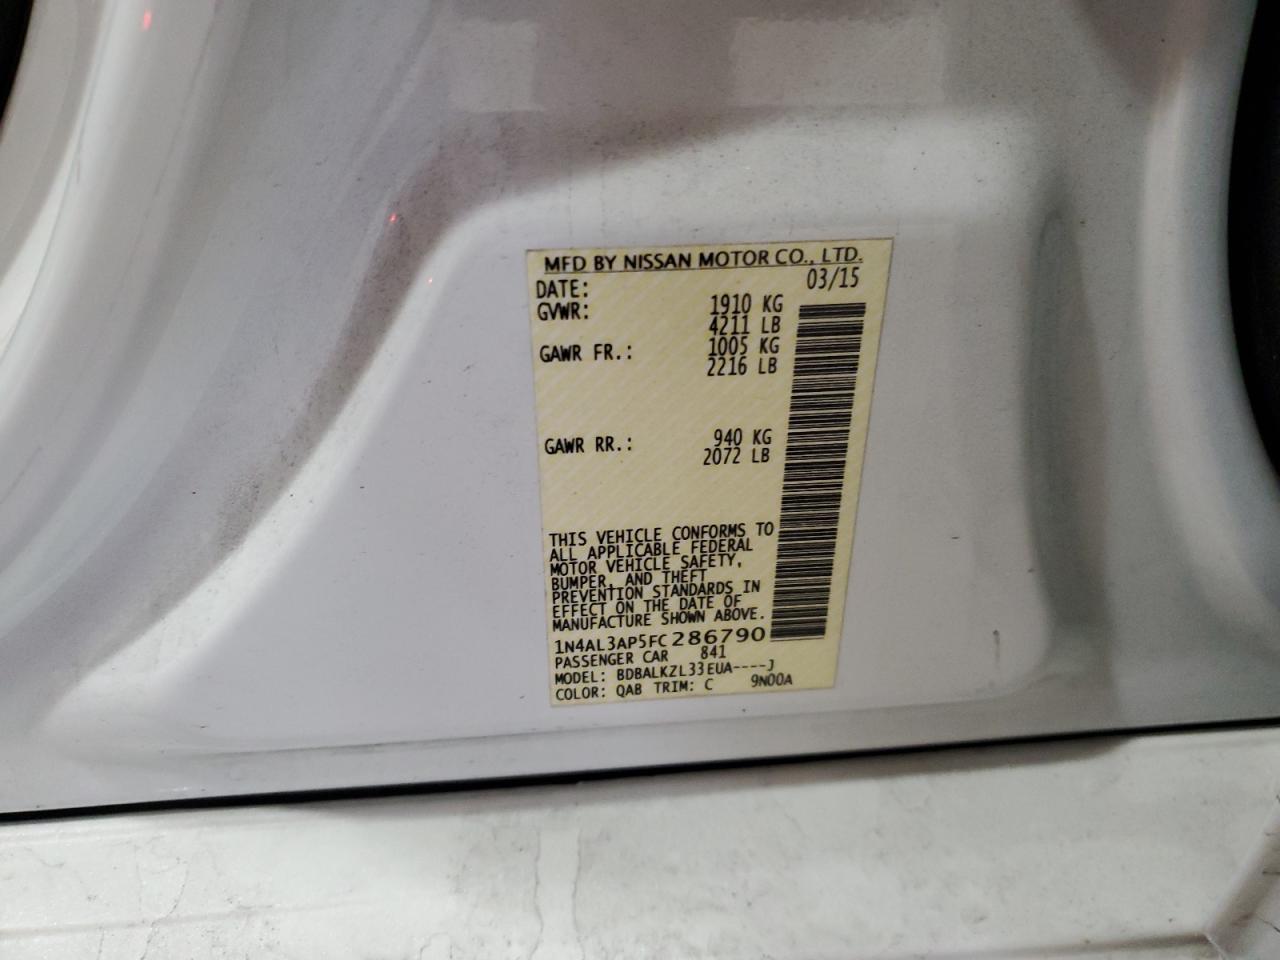 MFD BY NISSAN MOTOR CO., LTD.
DATE: 03/15
GVWR: 1910 KG
4211 LB
GAWR FR.: 1005 KG
2216 LB
GAWR RR.: 940 KG
2072 LB
THIS VEHICLE CONFORMS TO
ALL APPLICABLE FEDERAL
MOTOR VEHICLE SAFETY,
BUMPER, AND THEFT
PREVENTION STANDARDS IN
EFFECT ON THE DATE OF
MANUFACTURE SHOWN ABOVE.
1N4AL3AP5FC286790
PASSENGER CAR 841
MODEL: BDBALKZL33EUA----J
COLOR: QAB TRIM: C 9N00A